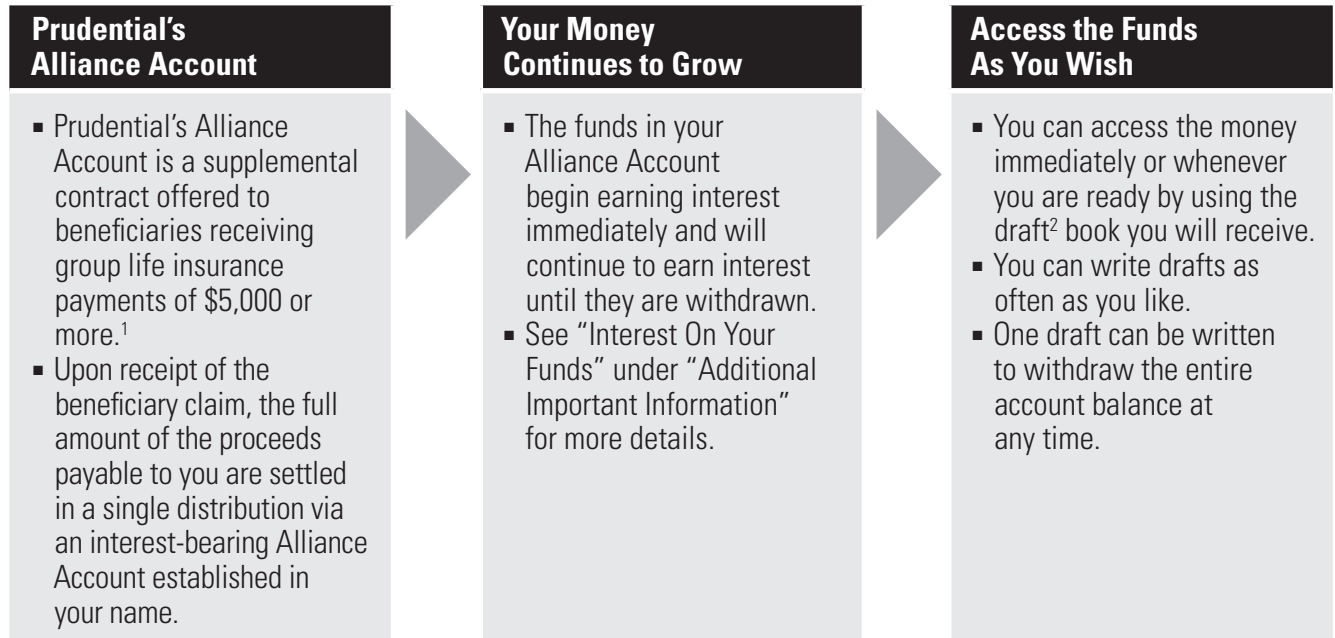 Prudential's
Alliance Account
▪ Prudential's Alliance
Account is a supplemental
contract offered to
beneficiaries receiving
group life insurance
payments of $5,000 or
more.1
▪ Upon receipt of the
beneficiary claim, the full
amount of the proceeds
payable to you are settled
in a single distribution via
an interest-bearing Alliance
Account established in
your name.
Your Money
Continues to Grow
▪ The funds in your
Alliance Account
begin earning interest
immediately and will
continue to earn interest
until they are withdrawn.
▪ See “Interest On Your
Funds” under “Additional
Important Information”
for more details.
Access the Funds
As You Wish
▪ You can access the money
immediately or whenever
you are ready by using the
draft2 book you will receive.
▪ You can write drafts as
often as you like.
▪ One draft can be written
to withdraw the entire
account balance at
any time.